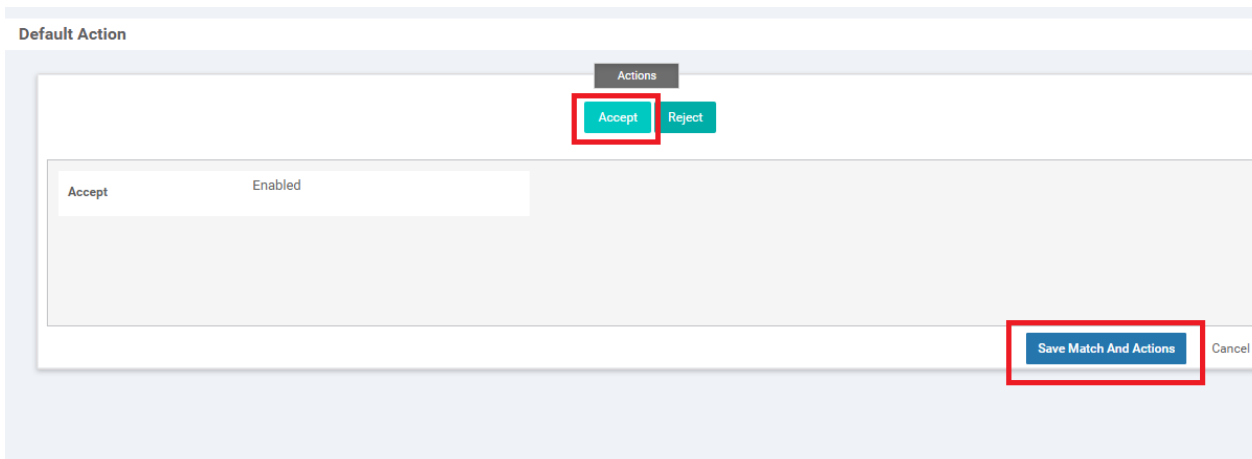 Default Action
Actions
Accept Reject
Accept Enabled
Save Match And Actions Cancel